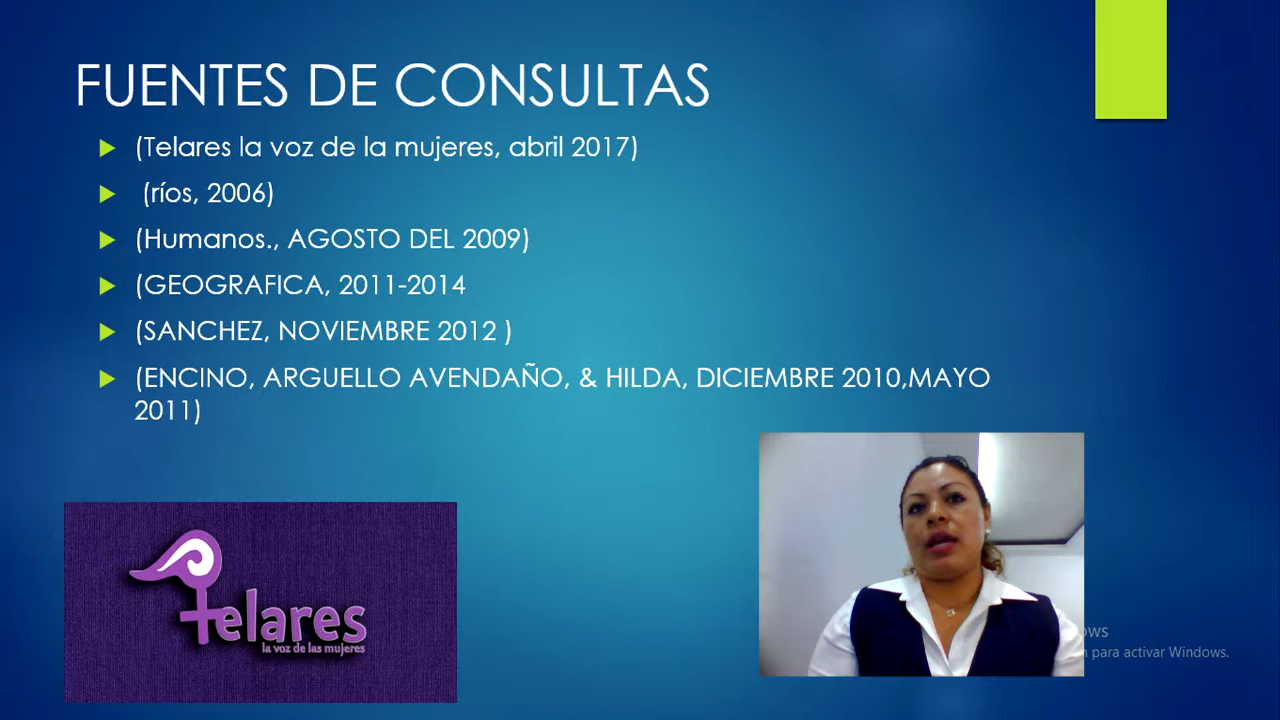 FUENTES DE CONSULTAS
(Telares la voz de la mujeres, abril 2017)
(ríos, 2006)
(Humanos., AGOSTO DEL 2009)
(GEOGRAFICA, 2011-2014
(SANCHEZ, NOVIEMBRE 2012 )
(ENCINO, ARGUELLO AVENDAÑO, & HILDA, DICIEMBRE 2010,MAYO
2011)
telares
la voz de las mujeres
para activar Windows.